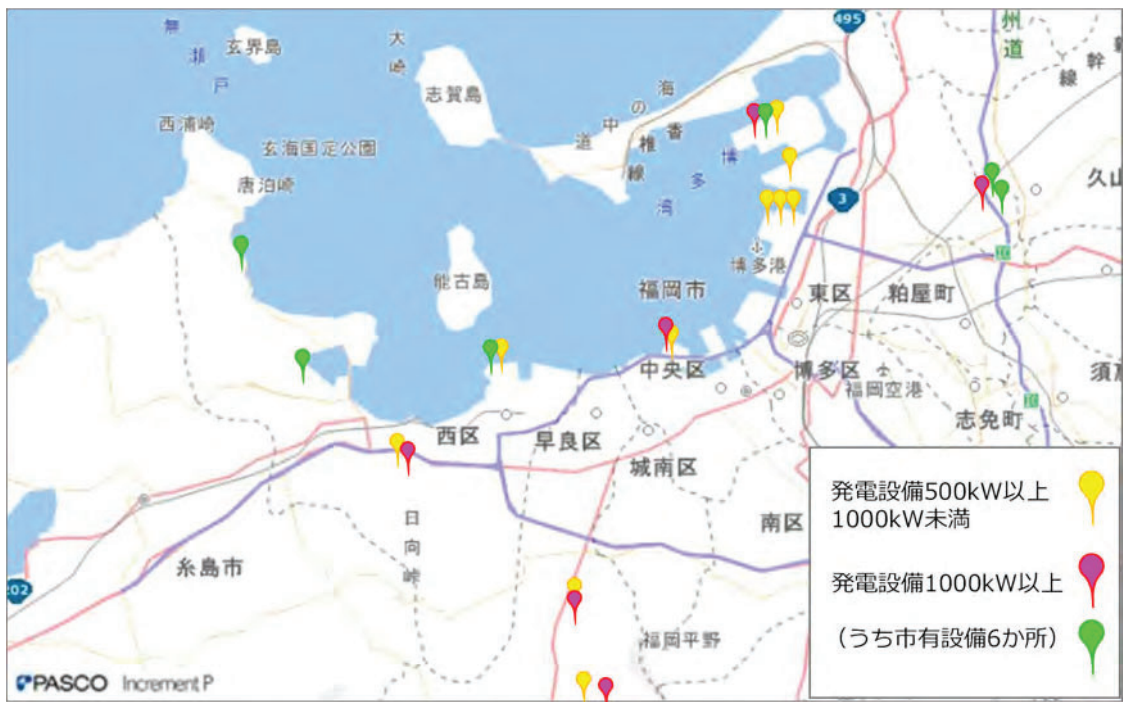 495
州
道
新
幹
線
無
瀬
戸
玄界島
大
崎
志賀島
海
の
中
道
香
椎
線
西浦崎
玄海国定公園
唐泊崎
博
多
湾
久山
3
博多港
能古島
福岡市
東区
粕屋町
中央区
博多区
福岡空港
須恵
志免町
西区
早良区
城南区
南区
日
向
峠
糸島市
202
福岡平野
発電設備500kW以上
1000kW未満
発電設備1000kW以上
（うち市有設備6か所）
PASCO Increment P